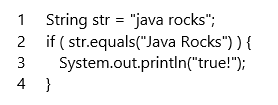 1 String str = "java rocks";
2 if ( str.equals("Java Rocks") ) {
3 System.out.println("true!");
4 }